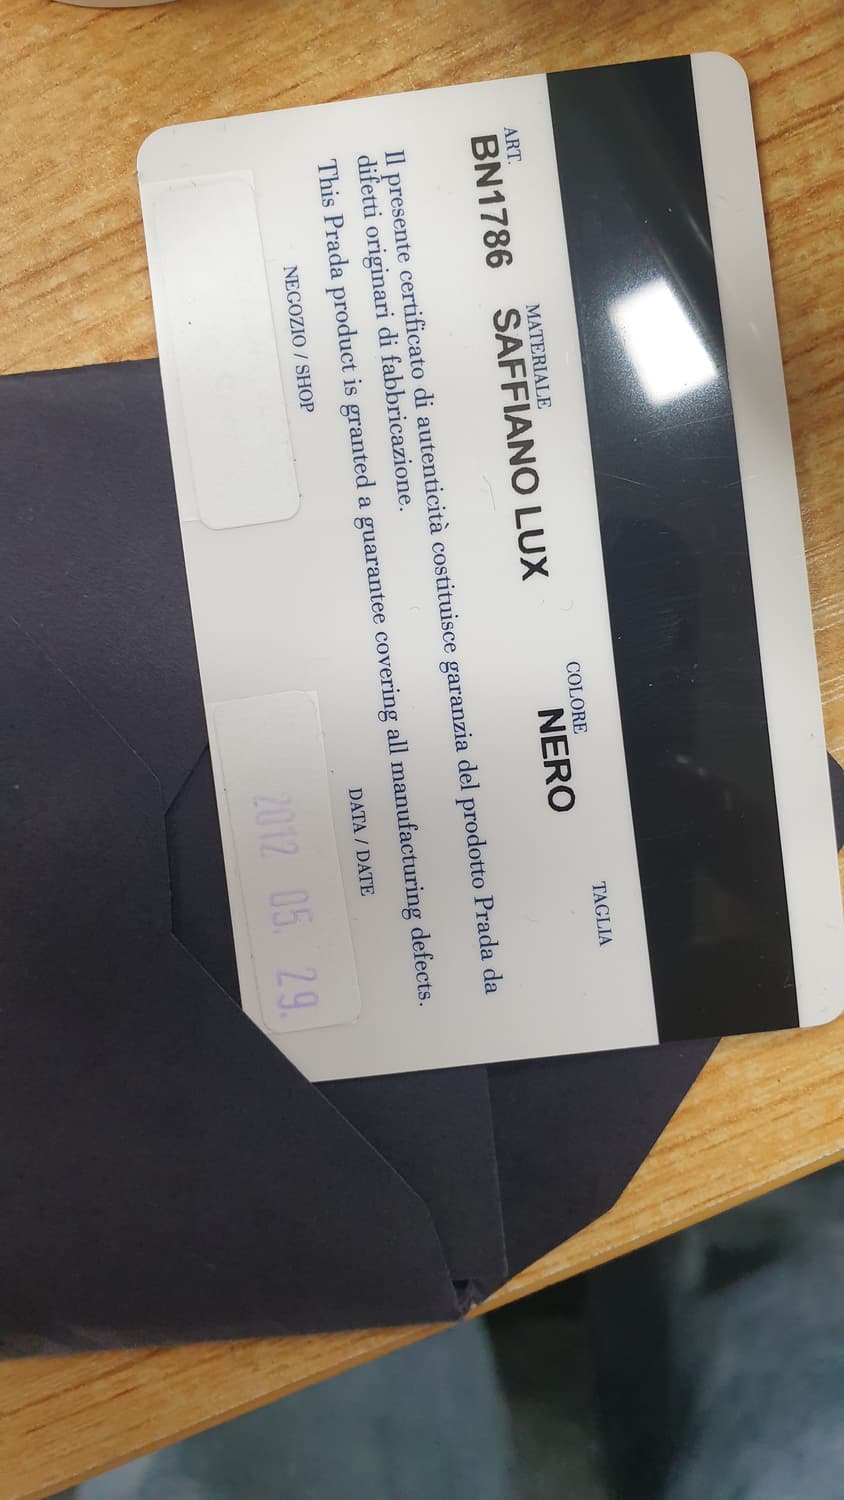 ART. MATERIALE COLORE TAGLIA
BN1786 SAFFIANO LUX NERO
Il presente certificato di autenticità costituisce garanzia del prodotto Prada da
difetti originari di fabbricazione.
This Prada product is granted a guarantee covering all manufacturing defects.
NEGOZIO / SHOP DATA / DATE
2012 05. 29.